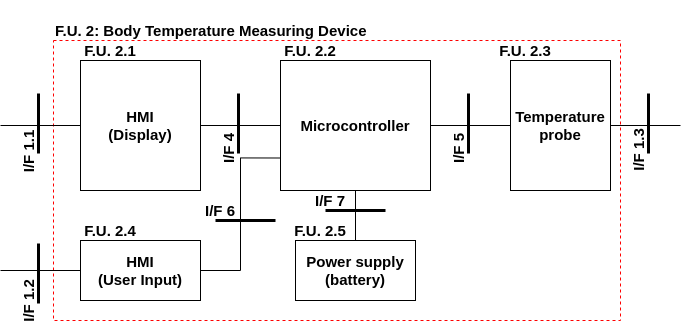 F.U. 2: Body Temperature Measuring Device
F.U. 2.1
F.U. 2.2
F.U. 2.3
HMI
(Display)
Microcontroller
Temperature
probe
I/F 1.1
I/F 4
I/F 5
I/F 1.3
I/F 6
I/F 7
F.U. 2.4
F.U. 2.5
HMI
(User Input)
Power supply
(battery)
I/F 1.2